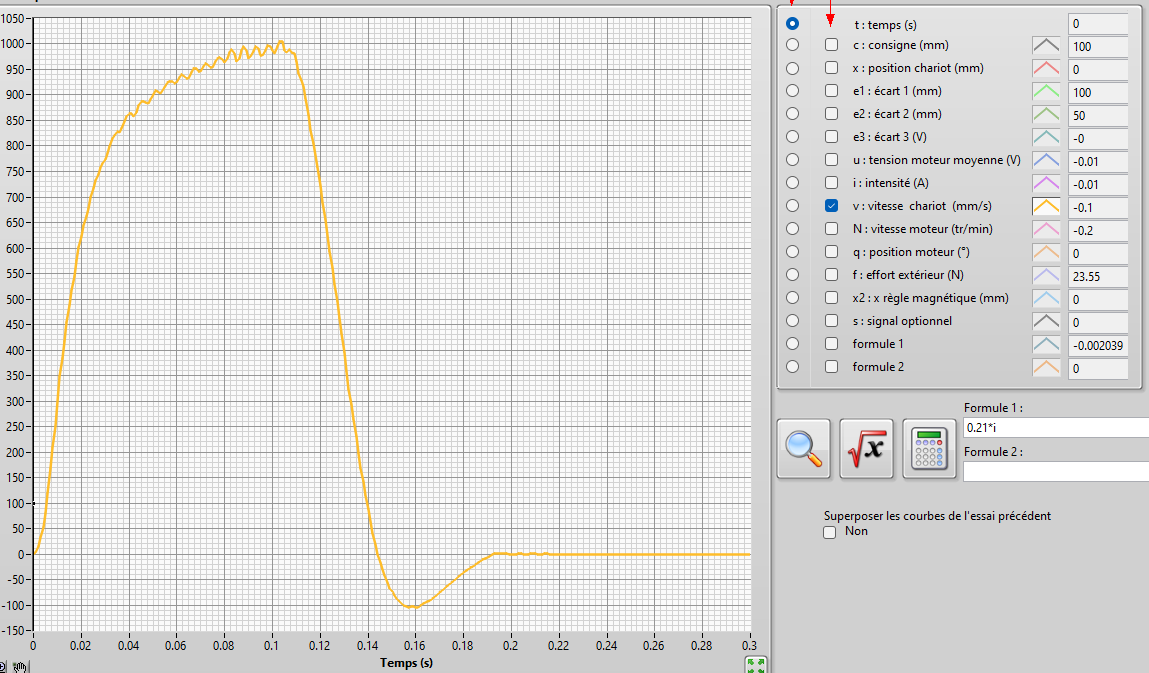 1050
1000
950
900
850
800
750
700
650
600
550
500
450
400
350
300
250
200
150
100
50
0
-50
-100
-150
0 0.02 0.04 0.06 0.08 0.1 0.12 0.14 0.16 0.18 0.2 0.22 0.24 0.26 0.28 0.3
Temps (s)
t : temps (s) 0
c : consigne (mm) 100
x : position chariot (mm) 0
e1 : écart 1 (mm) 100
e2 : écart 2 (mm) 50
e3 : écart 3 (V) -0
u : tension moteur moyenne (V) -0.01
i : intensité (A) -0.01
v : vitesse chariot (mm/s) -0.1
N : vitesse moteur (tr/min) -0.2
q : position moteur (°) 0
f : effort extérieur (N) 23.55
x2 : x règle magnétique (mm) 0
s : signal optionnel 0
formule 1 -0.002039
formule 2 0
√x
Formule 1 :
0.21*i
Formule 2 :
Superposer les courbes de l'essai précédent
Non